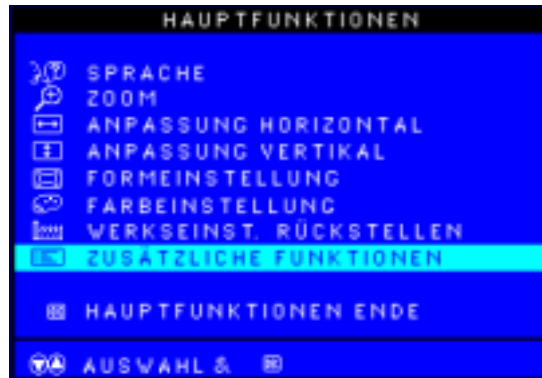 HAUPTFUNKTIONEN
SPRACHE
ZOOM
ANPASSUNG HORIZONTAL
ANPASSUNG VERTIKAL
FORMEINSTELLUNG
FARBEINSTELLUNG
WERKSEINST. RÜCKSTELLEN
ZUSÄTZLICHE FUNKTIONEN
HAUPTFUNKTIONEN ENDE
AUSWAHL &